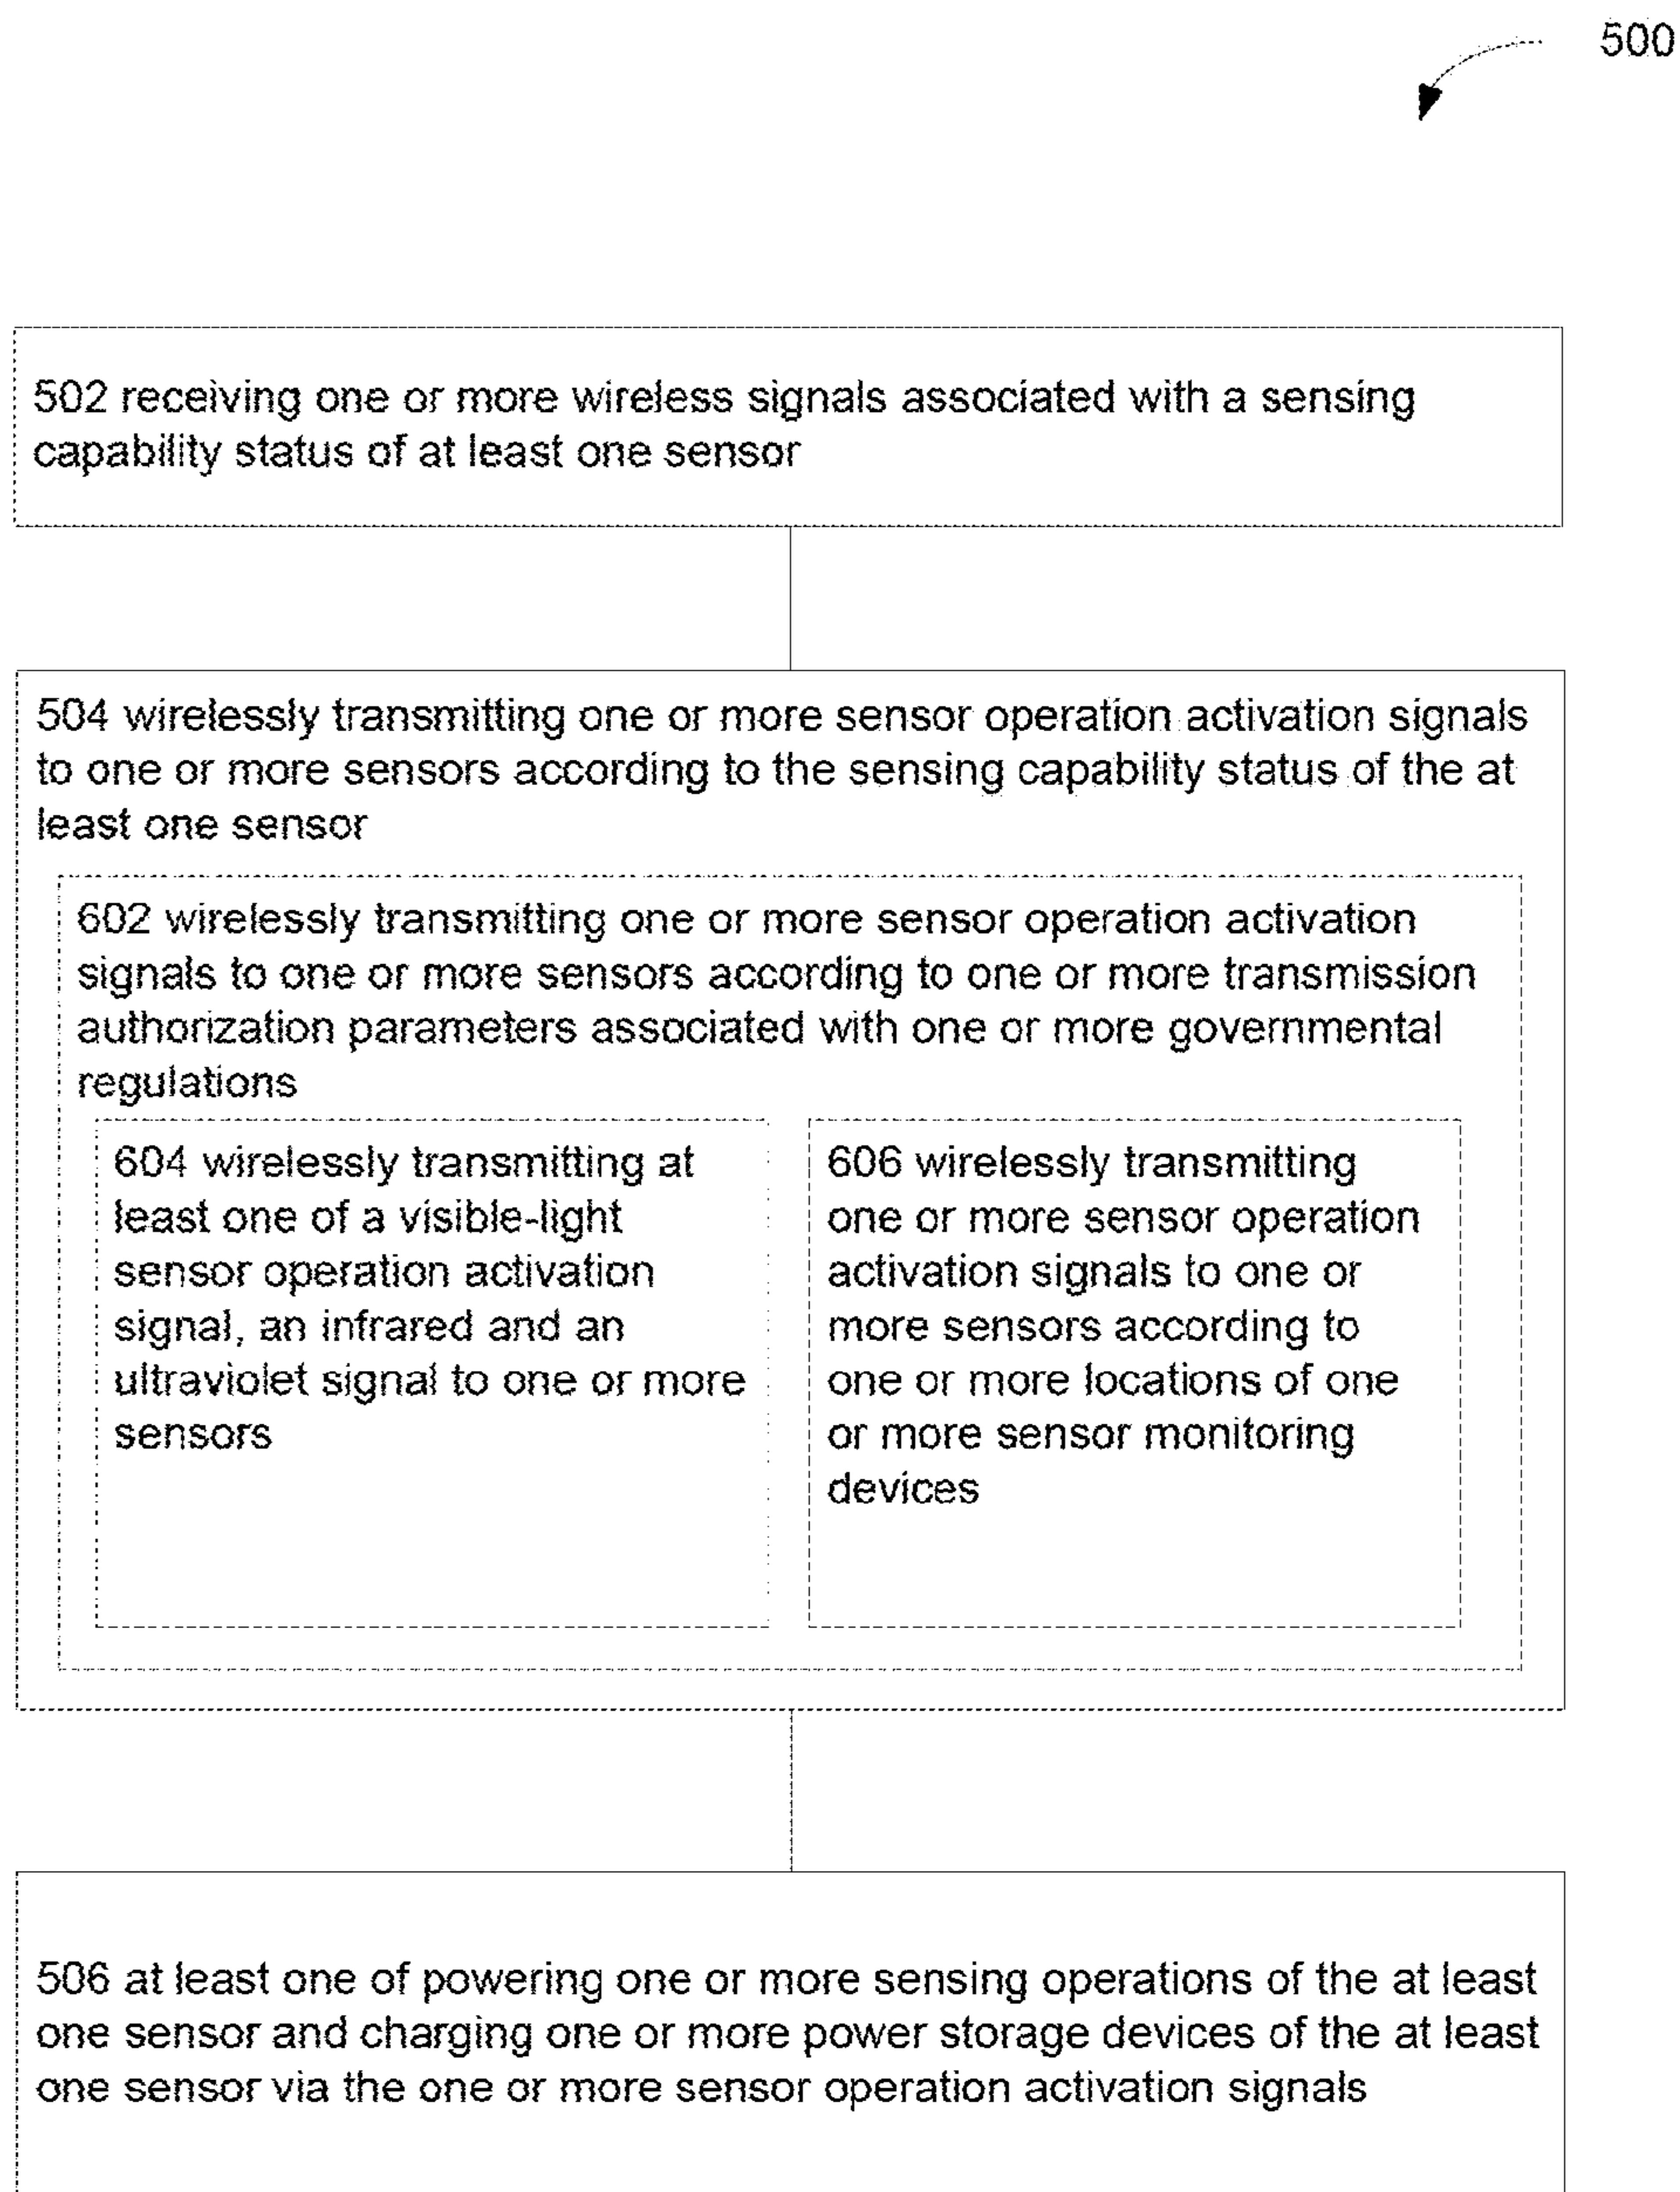 500
502 receiving one or more wireless signals associated with a sensing
capability status of at least one sensor
504 wirelessly transmitting one or more sensor operation activation signals
to one or more sensors according to the sensing capability status of the at
least one sensor
602 wirelessly transmitting one or more sensor operation activation
signals to one or more sensors according to one or more transmission
authorization parameters associated with one or more governmental
regulations
604 wirelessly transmitting at
least one of a visible-light
sensor operation activation
signal, an infrared and an
ultraviolet signal to one or more
sensors
606 wirelessly transmitting
one or more sensor operation
activation signals to one or
more sensors according to
one or more locations of one
or more sensor monitoring
devices
506 at least one of powering one or more sensing operations of the at least
one sensor and charging one or more power storage devices of the at least
one sensor via the one or more sensor operation activation signals